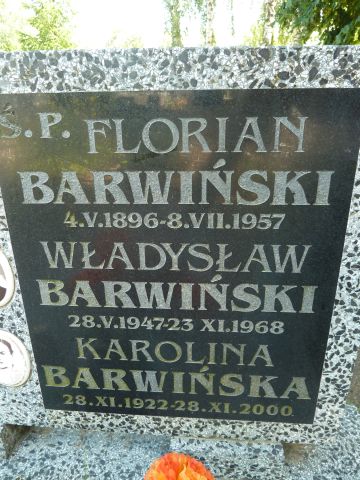 Ś.P. FLORIAN
BARWIŃSKI
4.V.1896-8.VII.1957
WŁADYSŁAW
BARWIŃSKI
28.V.1947-23 XI.1968
KAROLINA
BARWIŃSKA
28.XI.1922-28.XI.2000